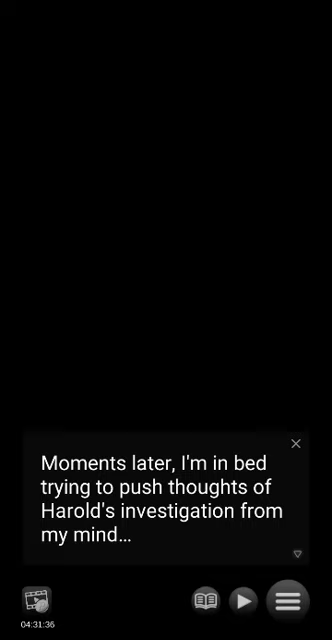 Moments later, I'm in bed
trying to push thoughts of
Harold's investigation from
my mind...
04:31:36